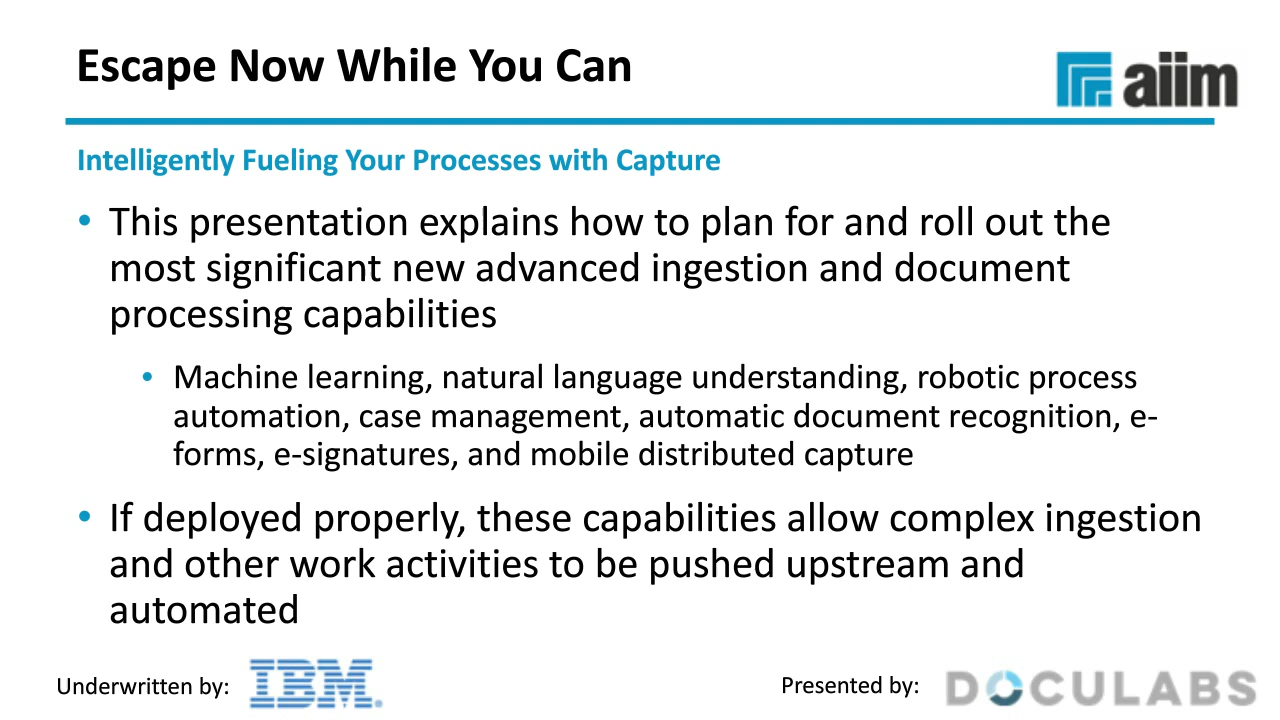 Escape Now While You Can
aiim
Intelligently Fueling Your Processes with Capture
• This presentation explains how to plan for and roll out the
most significant new advanced ingestion and document
processing capabilities
• Machine learning, natural language understanding, robotic process
automation, case management, automatic document recognition, e-
forms, e-signatures, and mobile distributed capture
• If deployed properly, these capabilities allow complex ingestion
and other work activities to be pushed upstream and
automated
Underwritten by: IBM®
Presented by: DOCULABS